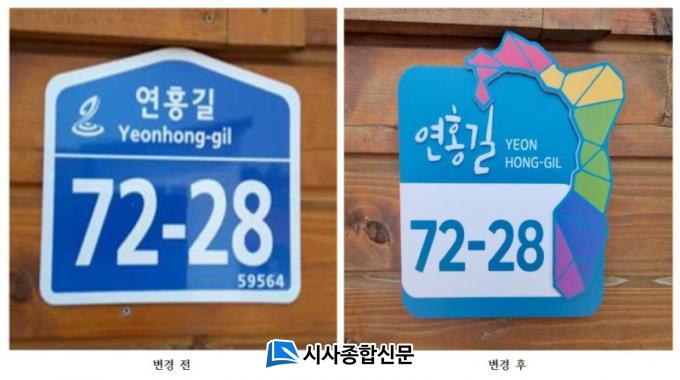 연홍길
Yeonhong-gil
72-28
59564
연홍길
YEON
HONG-GIL
72-28
변경 전
시사종합신문
변경 후